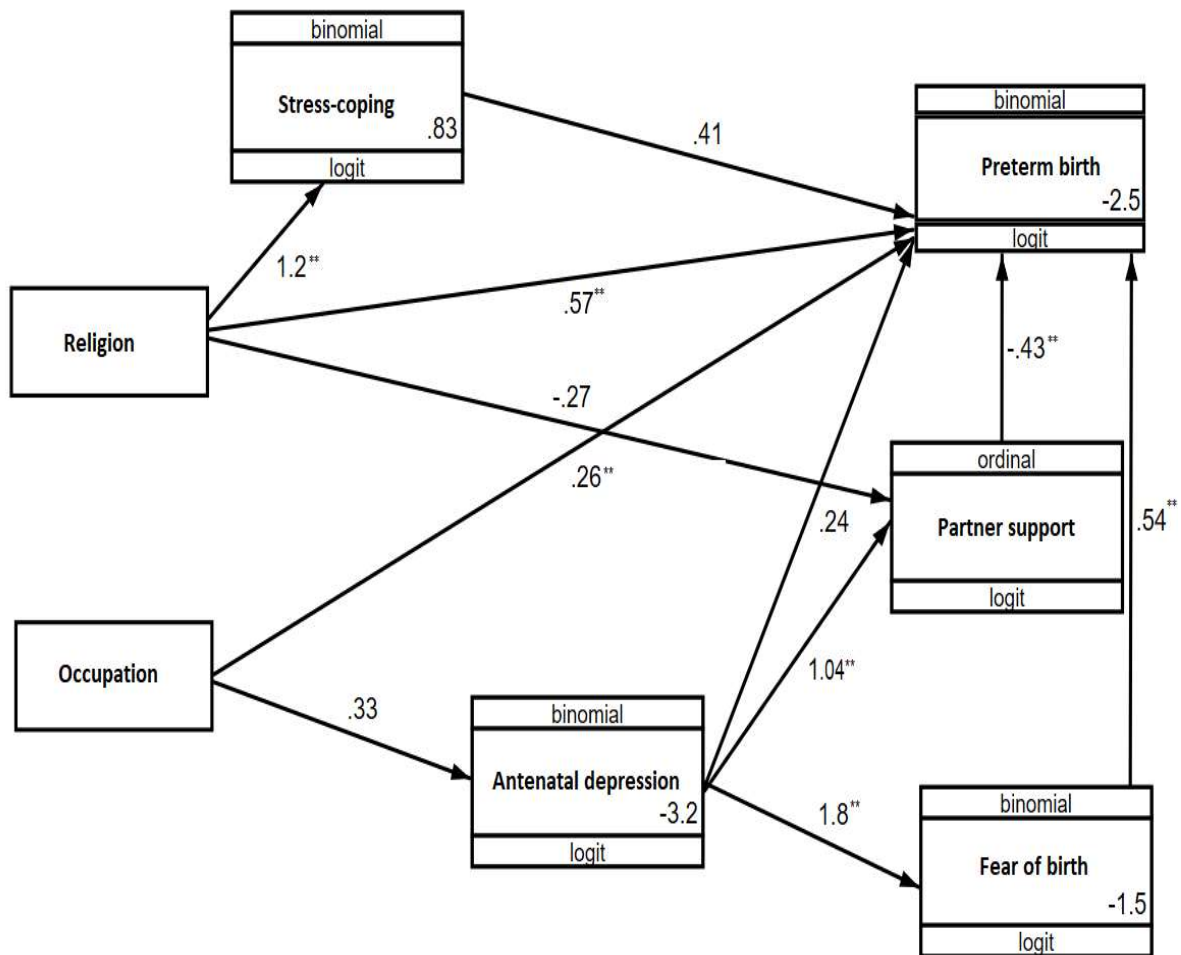 binomial
Stress-coping
.83
logit
binomial
Preterm birth
-2.5
logit
.41
1.2**
.57**
Religion
-.27
-.43**
.26**
ordinal
Partner support
logit
.24
.54**
Occupation
.33
1.04**
binomial
Antenatal depression
-3.2
logit
1.8**
binomial
Fear of birth
-1.5
logit